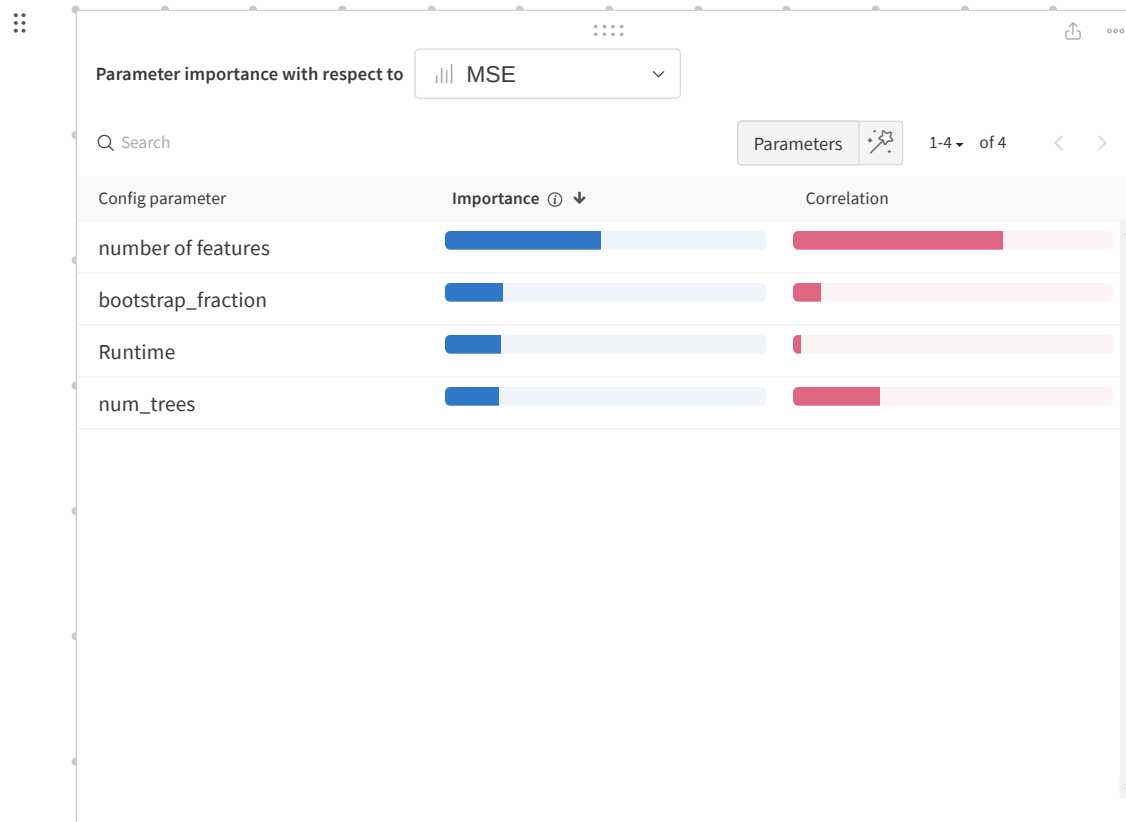 Parameter importance with respect to MSE
Search Parameters 1-4 of 4
Config parameter Importance Correlation
number of features
bootstrap_fraction
Runtime
num_trees